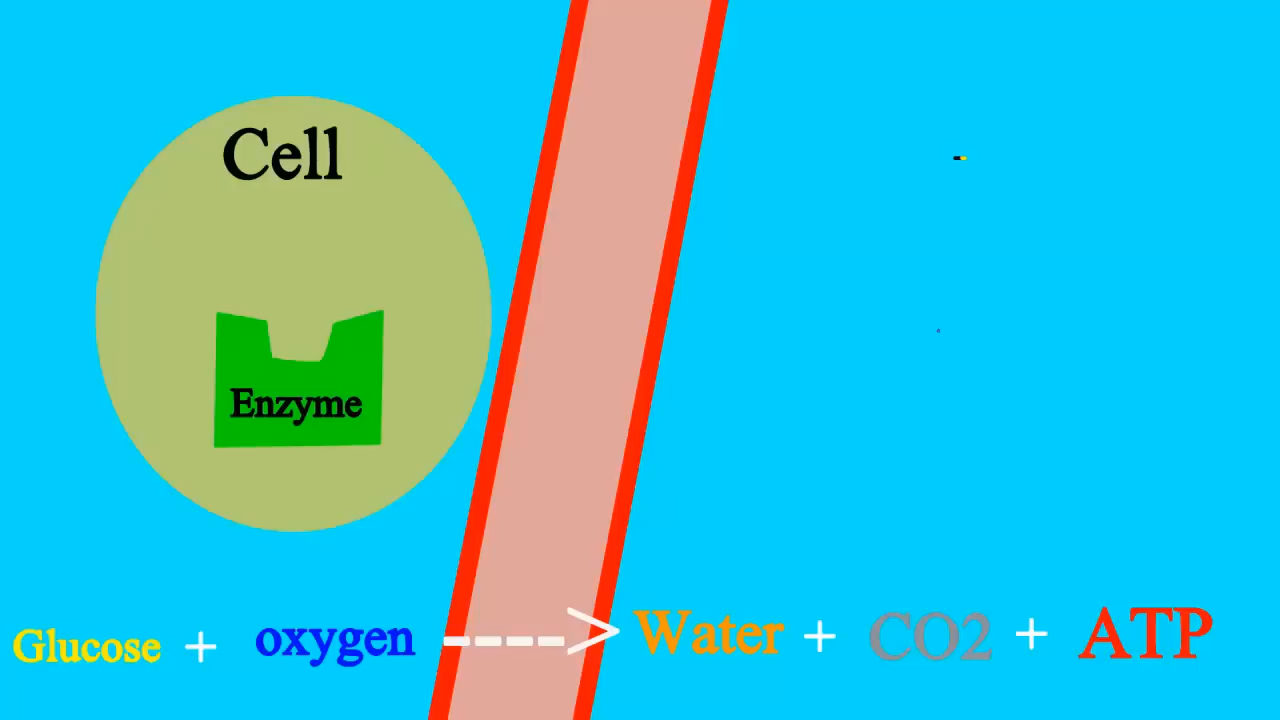 Cell
Enzyme
Glucose + oxygen ----> Water + CO2 + ATP